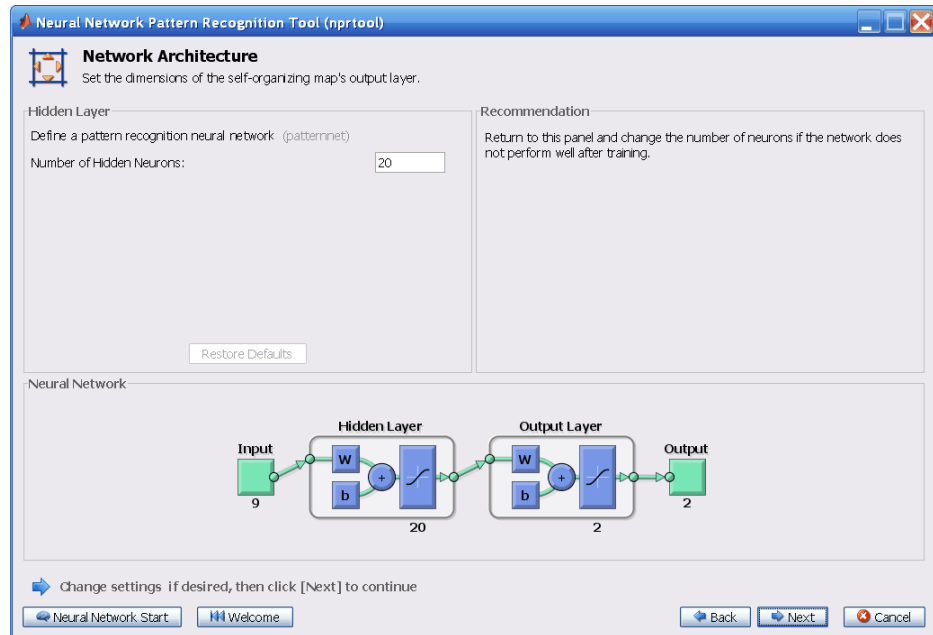 Neural Network Pattern Recognition Tool (nprtool)
Network Architecture
Set the dimensions of the self-organizing map's output layer.
Hidden Layer
Define a pattern recognition neural network (patternnet)
Number of Hidden Neurons: 20
Restore Defaults
Recommendation
Return to this panel and change the number of neurons if the network does
not perform well after training.
Neural Network
Hidden Layer
Output Layer
Input
Output
W
b
+
W
b
+
9
20
2
2
Change settings if desired, then click [Next] to continue
Neural Network Start
Welcome
Back
Next
Cancel